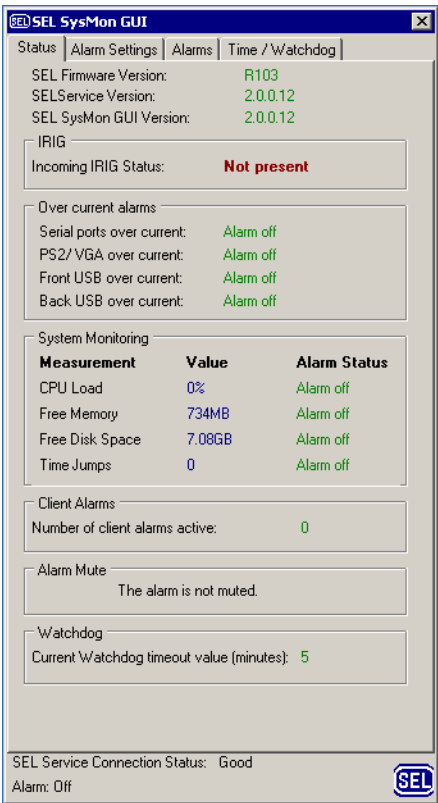 SEL SEL SysMon GUI
Status Alarm Settings Alarms Time / Watchdog
SEL Firmware Version: R103
SELService Version: 2.0.0.12
SEL SysMon GUI Version: 2.0.0.12
IRIG
Incoming IRIG Status: Not present
Over current alarms
Serial ports over current: Alarm off
PS2/ VGA over current: Alarm off
Front USB over current: Alarm off
Back USB over current: Alarm off
System Monitoring
Measurement Value Alarm Status
CPU Load 0% Alarm off
Free Memory 734MB Alarm off
Free Disk Space 7.08GB Alarm off
Time Jumps 0 Alarm off
Client Alarms
Number of client alarms active: 0
Alarm Mute
The alarm is not muted.
Watchdog
Current Watchdog timeout value (minutes): 5
SEL Service Connection Status: Good
Alarm: Off
SEL